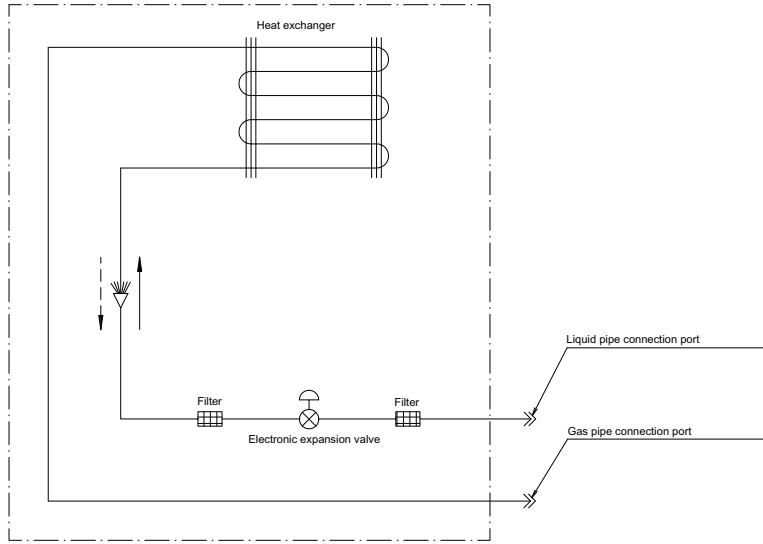 Heat exchanger
Liquid pipe connection port
Filter
Filter
Electronic expansion valve
Gas pipe connection port